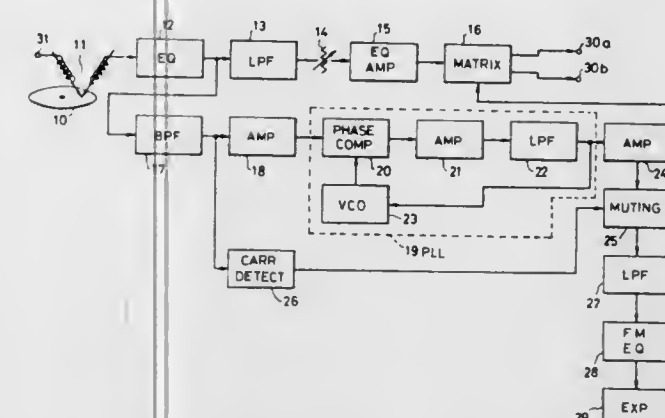 12
13
14
15
16
31
11
EQ
LPF
EQ
AMP
MATRIX
30a
30b
10
BPF
17
AMP
18
PHASE
COMP
20
AMP
21
LPF
22
AMP
24
VCO
23
MUTING
25
19 PLL
CARR
DETECT
26
LPF
27
FM
EQ
28
EXP
29